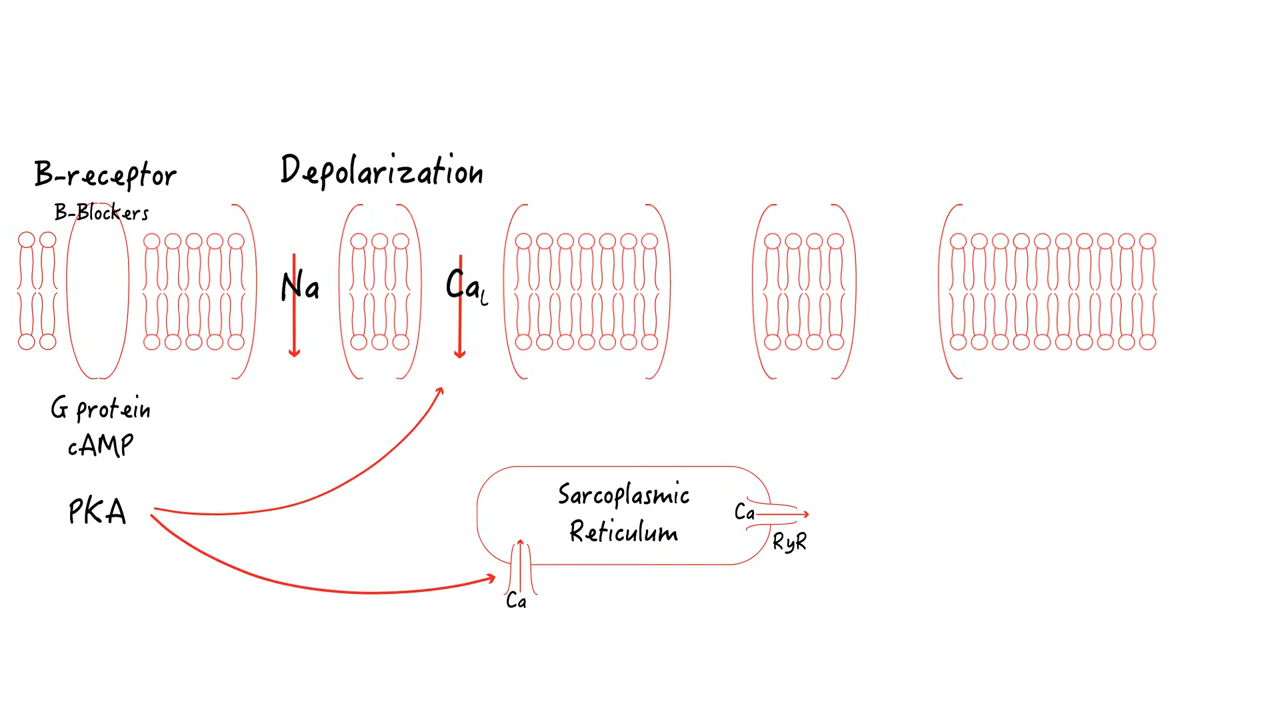 B-receptor
B-Blockers
Depolarization
Na
CaL
G protein
cAMP
PKA
Sarcoplasmic
Reticulum
Ca
RyR
Ca